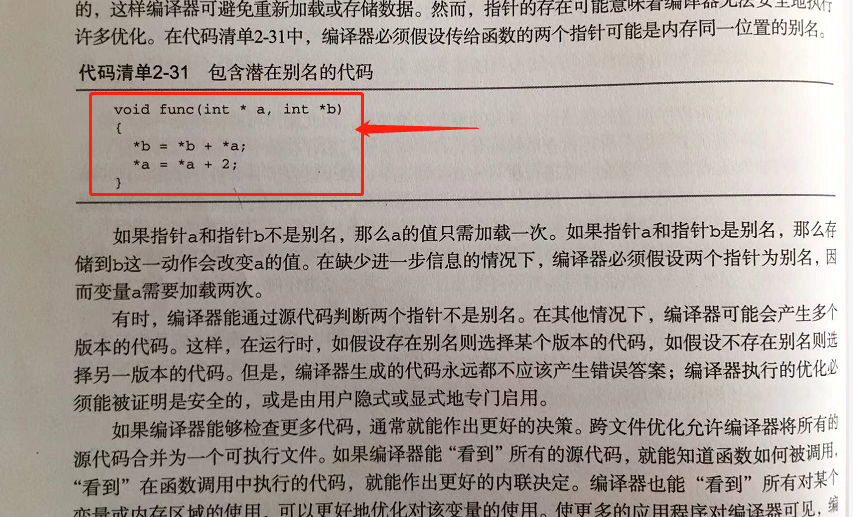 的，这样编译器可避免重新加载或存储数据。然而，指针的存在可能意味着编译器无法安全地执行
许多优化。在代码清单2-31中，编译器必须假设传给函数的两个指针可能是内存同一位置的别名。
代码清单2-31 包含潜在别名的代码
void func(int * a, int *b)
{
*b = *b + *a;
*a = *a + 2;
}
如果指针a和指针b不是别名，那么a的值只需加载一次。如果指针a和指针b是别名，那么存
储到b这一动作会改变a的值。在缺少进一步信息的情况下，编译器必须假设两个指针为别名，因
而变量a需要加载两次。
有时，编译器能通过源代码判断两个指针不是别名。在其他情况下，编译器可能会产生多个
版本的代码。这样，在运行时，如假设存在别名则选择某个版本的代码，如假设不存在别名则选
择另一版本的代码。但是，编译器生成的代码永远都不应该产生错误答案；编译器执行的优化必
须能被证明是安全的，或是由用户隐式或显式地专门启用。
如果编译器能够检查更多代码，通常就能作出更好的决策。跨文件优化允许编译器将所有的
源代码合并为一个可执行文件。如果编译器能“看到”所有的源代码，就能知道函数如何被调用，
“看到”在函数调用中执行的代码，就能作出更好的内联决定。编译器也能“看到”所有对某个
变量或内存区域的使用，可以更好地优化对该变量的使用。使更多的应用程序对编译器可见，编